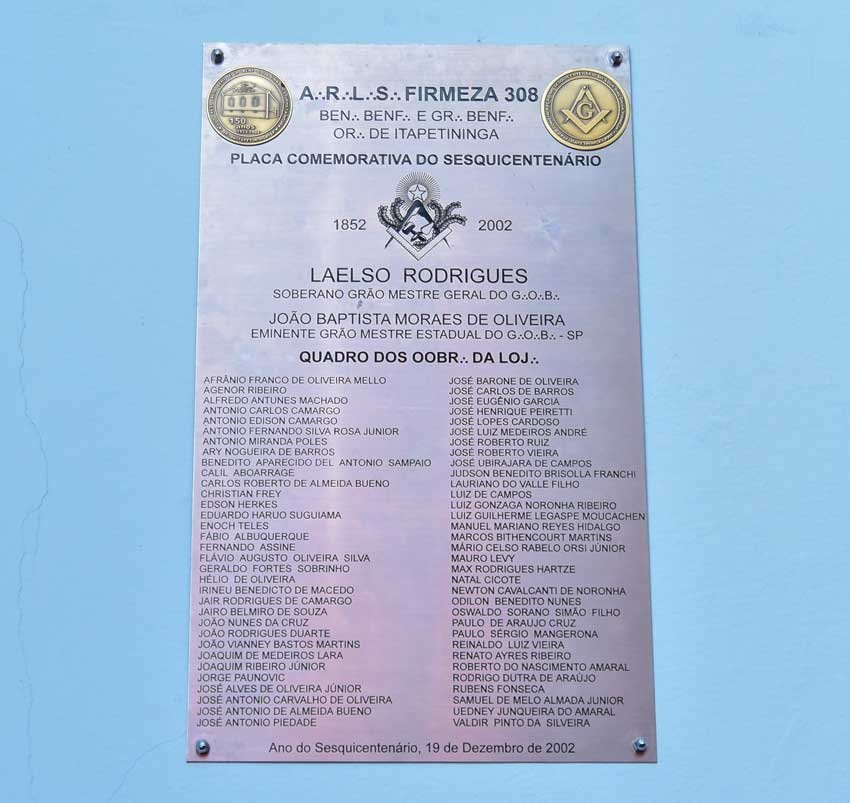 A∴R∴L∴S∴ FIRMEZA 308
BEN∴ BENF∴ E GR∴ BENF∴
OR∴ DE ITAPETININGA
PLACA COMEMORATIVA DO SESQUICENTENÁRIO
150
anos
G
1852 2002
LAELSO RODRIGUES
SOBERANO GRÃO MESTRE GERAL DO G∴O∴B∴
JOÃO BAPTISTA MORAES DE OLIVEIRA
EMINENTE GRÃO MESTRE ESTADUAL DO G∴O∴B∴ - SP
QUADRO DOS OOBR∴ DA LOJ∴
AFRÂNIO FRANCO DE OLIVEIRA MELLO
AGENOR RIBEIRO
ALFREDO ANTUNES MACHADO
ANTONIO CARLOS CAMARGO
ANTONIO EDISON CAMARGO
ANTONIO FERNANDO SILVA ROSA JUNIOR
ANTONIO MIRANDA POLES
ARY NOGUEIRA DE BARROS
BENEDITO APARECIDO DEL ANTONIO SAMPAIO
CALIL ABOARRAGE
CARLOS ROBERTO DE ALMEIDA BUENO
CHRISTIAN FREY
EDSON HERKES
EDUARDO HARUO SUGUIAMA
ENOCH TELES
FÁBIO ALBUQUERQUE
FERNANDO ASSINE
FLÁVIO AUGUSTO OLIVEIRA SILVA
GERALDO FORTES SOBRINHO
HÉLIO DE OLIVEIRA
IRINEU BENEDICTO DE MACEDO
JAIR RODRIGUES DE CAMARGO
JAIRO BELMIRO DE SOUZA
JOÃO NUNES DA CRUZ
JOÃO RODRIGUES DUARTE
JOÃO VIANNEY BASTOS MARTINS
JOAQUIM DE MEDEIROS LARA
JOAQUIM RIBEIRO JÚNIOR
JORGE PAUNOVIC
JOSÉ ALVES DE OLIVEIRA JÚNIOR
JOSÉ ANTONIO CARVALHO DE OLIVEIRA
JOSÉ ANTONIO DE ALMEIDA BUENO
JOSÉ ANTONIO PIEDADE
JOSÉ BARONE DE OLIVEIRA
JOSÉ CARLOS DE BARROS
JOSÉ EUGÊNIO GARCIA
JOSÉ HENRIQUE PEIRETTI
JOSÉ LOPES CARDOSO
JOSÉ LUIZ MEDEIROS ANDRÉ
JOSÉ ROBERTO RUIZ
JOSÉ ROBERTO VIEIRA
JOSÉ UBIRAJARA DE CAMPOS
JUDSON BENEDITO BRISOLLA FRANCHI
LAURIANO DO VALLE FILHO
LUIZ DE CAMPOS
LUIZ GONZAGA NORONHA RIBEIRO
LUIZ GUILHERME LEGASPE MOUCACHEN
MANUEL MARIANO REYES HIDALGO
MARCOS BITHENCOURT MARTINS
MÁRIO CELSO RABELO ORSI JÚNIOR
MAURO LEVY
MAX RODRIGUES HARTZE
NATAL CICOTE
NEWTON CAVALCANTI DE NORONHA
ODILON BENEDITO NUNES
OSWALDO SORANO SIMÃO FILHO
PAULO DE ARAUJO CRUZ
PAULO SÉRGIO MANGERONA
REINALDO LUIZ VIEIRA
RENATO AYRES RIBEIRO
ROBERTO DO NASCIMENTO AMARAL
RODRIGO DUTRA DE ARAÚJO
RUBENS FONSECA
SAMUEL DE MELO ALMADA JUNIOR
UEDNEY JUNQUEIRA DO AMARAL
VALDIR PINTO DA SILVEIRA
Ano do Sesquicentenário, 19 de Dezembro de 2002